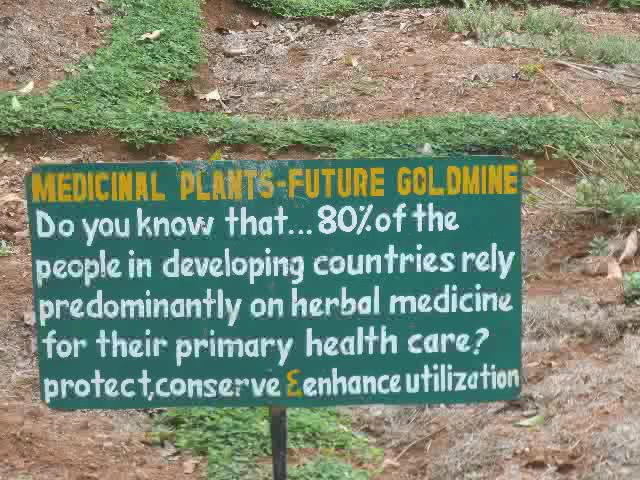 MEDICINAL PLANTS-FUTURE GOLDMINE
Do you know that...80% of the
people in developing countries rely
predominantly on herbal medicine
for their primary health care?
protect,conserve & enhance utilization